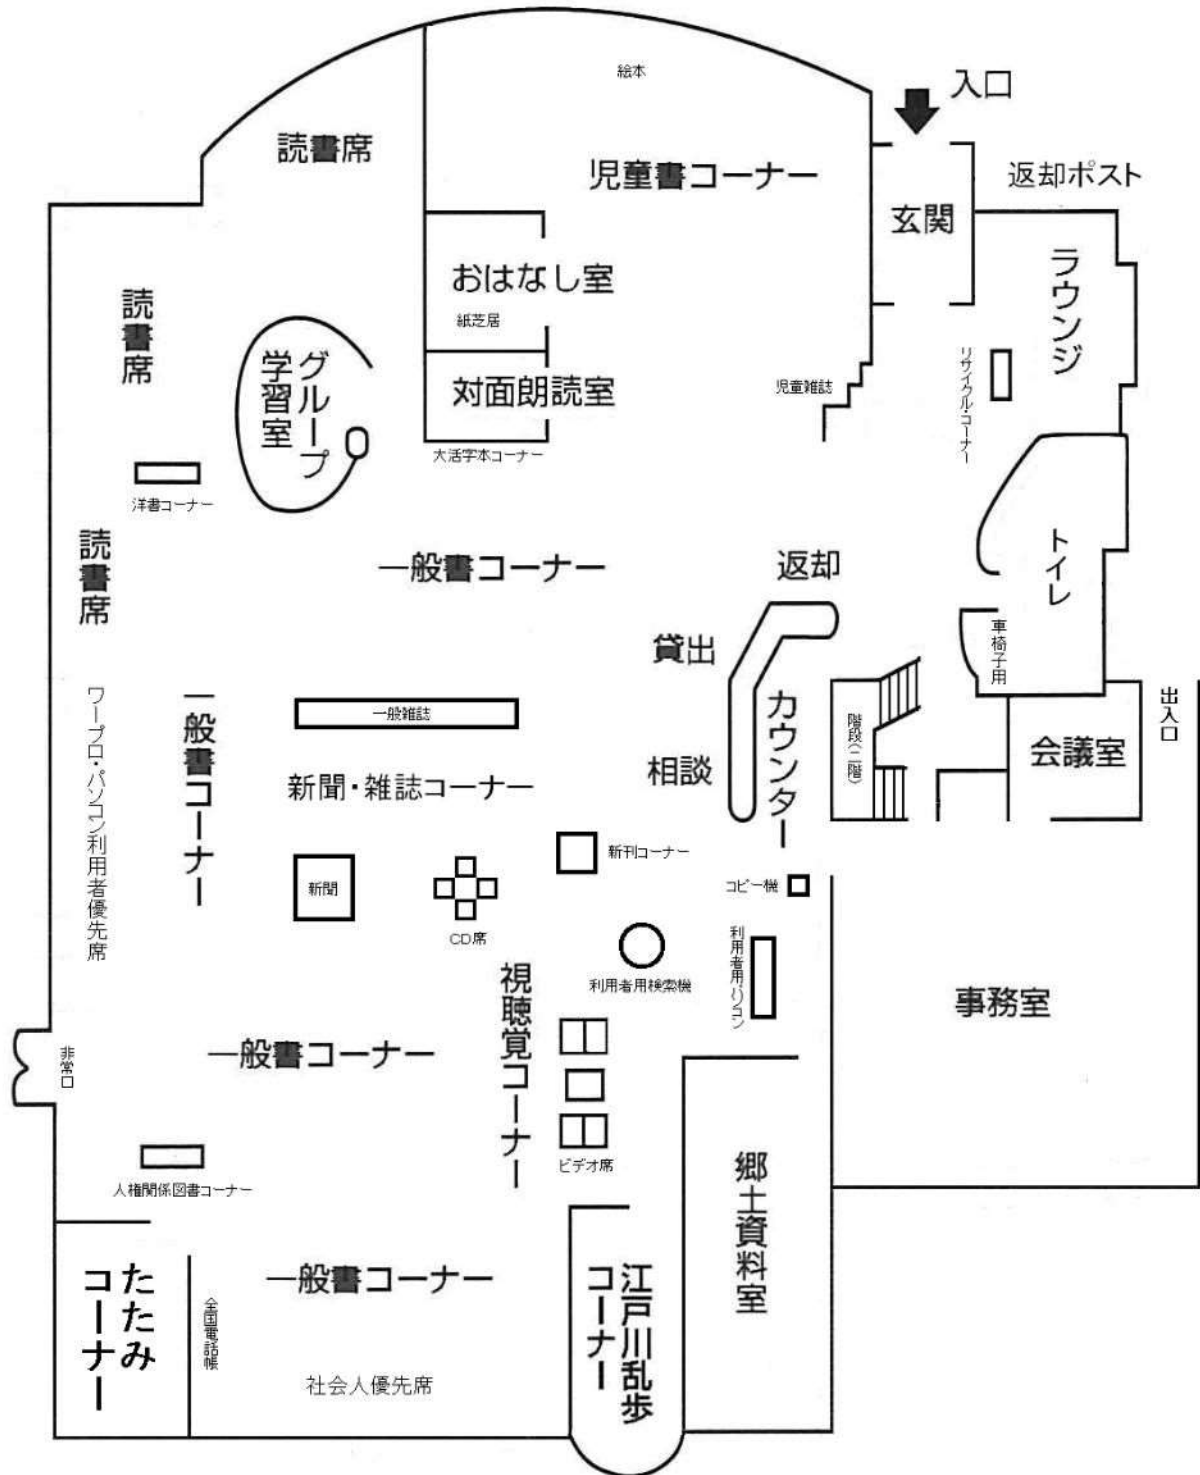 絵本
入口
読書席
児童書コーナー
返却ポスト
玄関
ラウンジ
おはなし室
紙芝居
読書席
グループ
学習室
対面朗読室
児童雑誌
リサイクル・コーナー
大活字本コーナー
洋書コーナー
読書席
一般書コーナー
返却
トイレ
貸出
車椅子用
ワープロ・パソコン利用者優先席
一般書コーナー
一般雑誌
カウンター
階段(二階)
会議室
出入口
相談
新聞・雑誌コーナー
新刊コーナー
新聞
コピー機
CD席
利用者用パソコン
利用者用検索機
視聴覚コーナー
事務室
一般書コーナー
非常口
ビデオ席
人権関係図書コーナー
郷土資料室
たたみ
コーナー
全国電話帳
一般書コーナー
江戸川乱歩
コーナー
社会人優先席